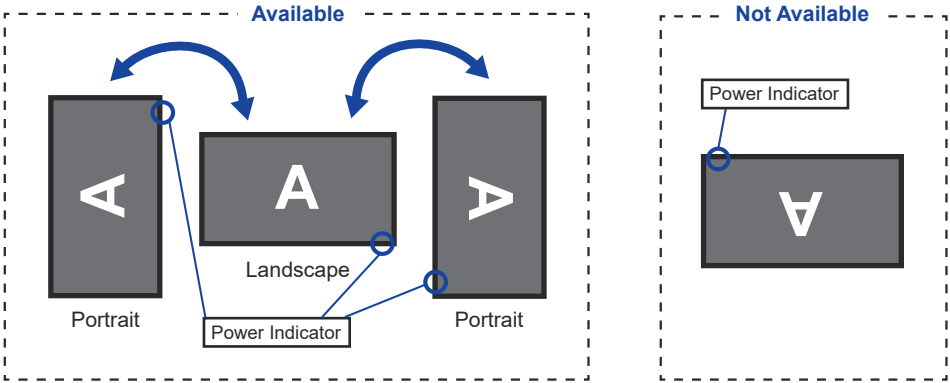 Available
A
A
A
Portrait
Landscape
Portrait
Power Indicator
Not Available
Power Indicator
A